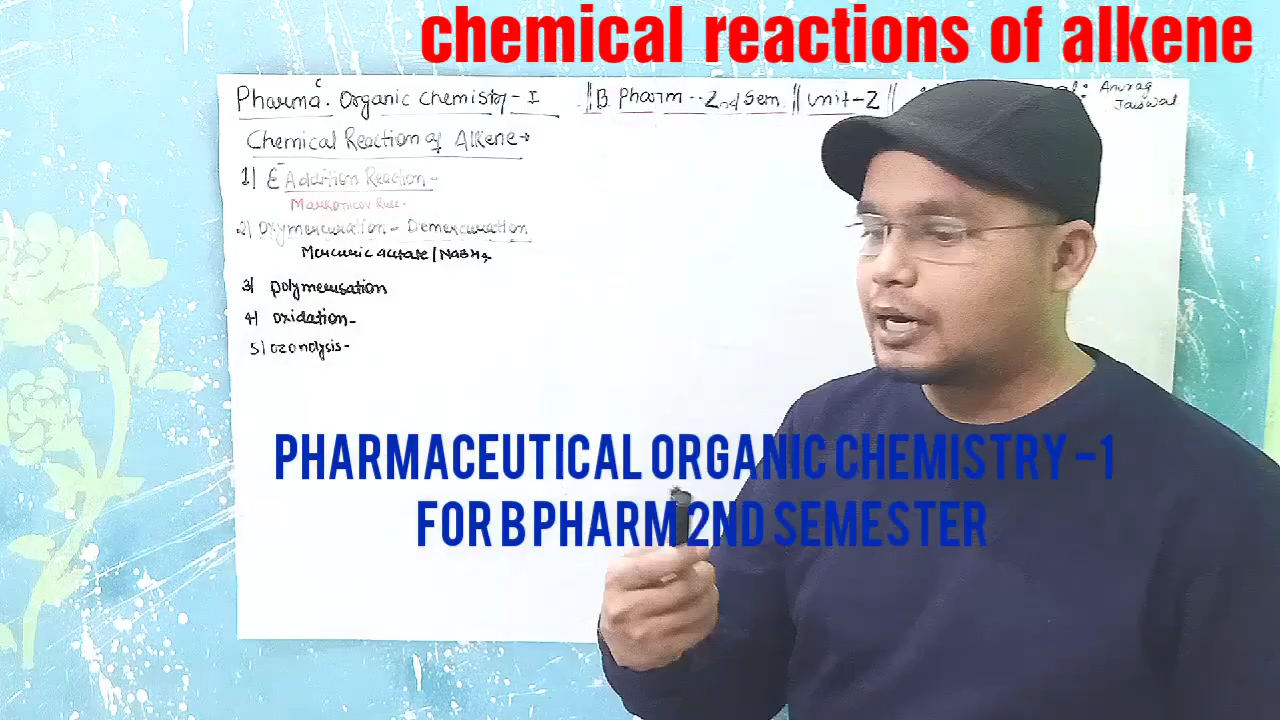 chemical reactions of alkene
Pharma. Organic Chemistry - I || B. Pharm -- 2nd Sem || Unit-2 || Anurag
Jaiswal
Chemical Reaction of Alkene →
1) E Addition Reaction -
Markonicov Rule -
2) Oxymercuration - Demercuration
Mercuric acetate / NaBH4
3) polymerisation
4) oxidation -
5) ozonolysis -
PHARMACEUTICAL ORGANIC CHEMISTRY -1
FOR B PHARM 2ND SEMESTER